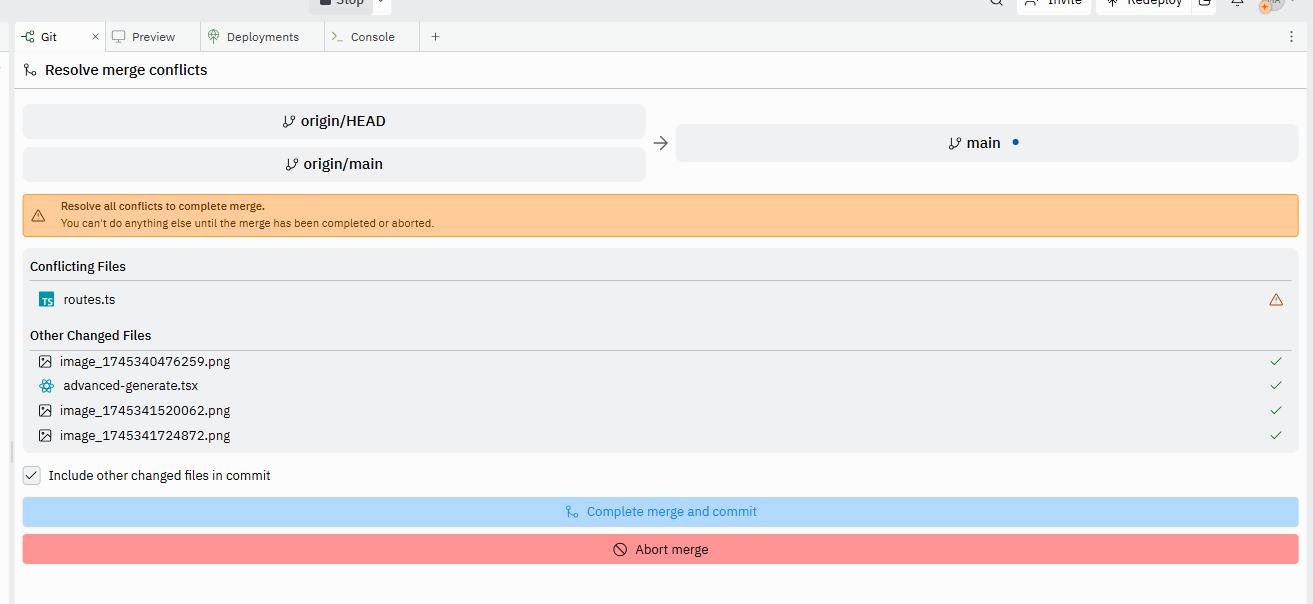 Stop
Invite
Redeploy
Git
Preview
Deployments
Console
Resolve merge conflicts
origin/HEAD
origin/main
main
Resolve all conflicts to complete merge.
You can't do anything else until the merge has been completed or aborted.
Conflicting Files
TS routes.ts
Other Changed Files
image_1745340476259.png
advanced-generate.tsx
image_1745341520062.png
image_1745341724872.png
Include other changed files in commit
Complete merge and commit
Abort merge